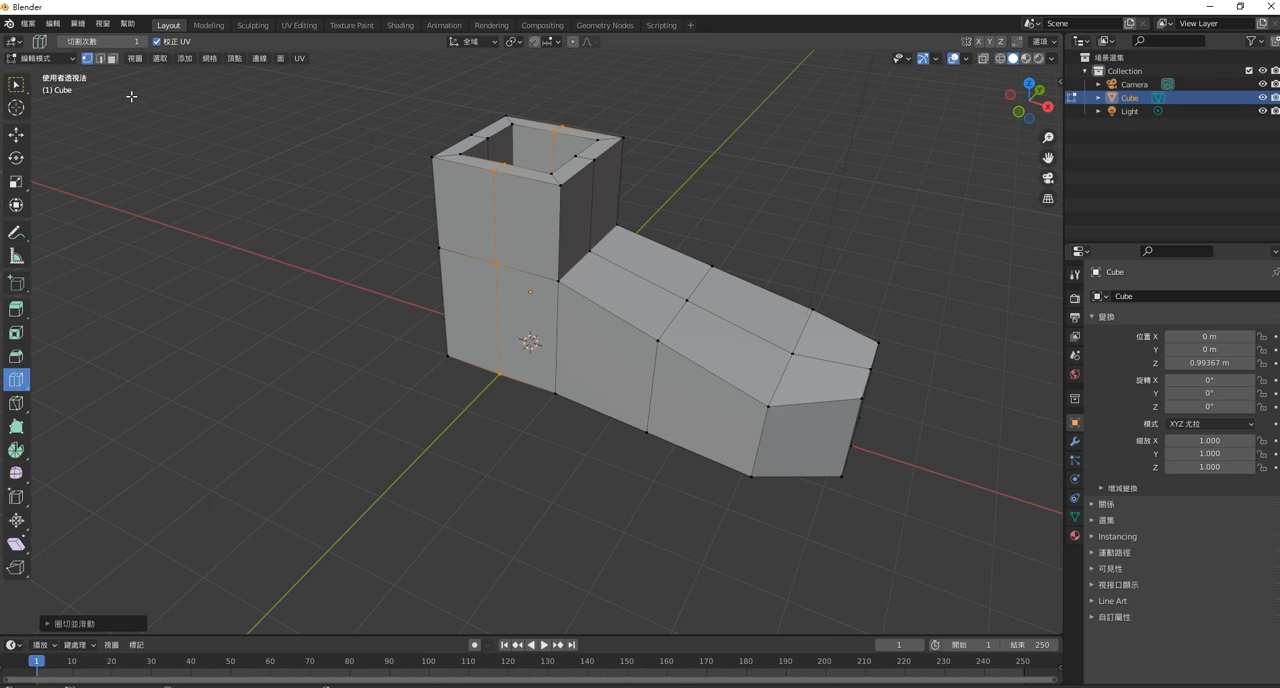 Blender
檔案 編輯 算繪 視窗 幫助 Layout Modeling Sculpting UV Editing Texture Paint Shading Animation Rendering Compositing Geometry Nodes Scripting + Scene View Layer
切割次數 1 校正 UV 全域 X Y Z 選項
編輯模式 視圖 選取 添加 網格 頂點 邊線 面 UV
使用者透視法
(1) Cube
Z
Y
X
圈切並滑動
場景選集
Collection
Camera
Cube
Light
Cube
Cube
變換
位置 X 0 m
Y 0 m
Z 0.99367 m
旋轉 X 0°
Y 0°
Z 0°
模式 XYZ 尤拉
縮放 X 1.000
Y 1.000
Z 1.000
增減變換
關係
選集
Instancing
運動路徑
可見性
視接口顯示
Line Art
自訂屬性
播放 鍵處理 視圖 標記 1 開始 1 結束 250
1 10 20 30 40 50 60 70 80 90 100 110 120 130 140 150 160 170 180 190 200 210 220 230 240 250